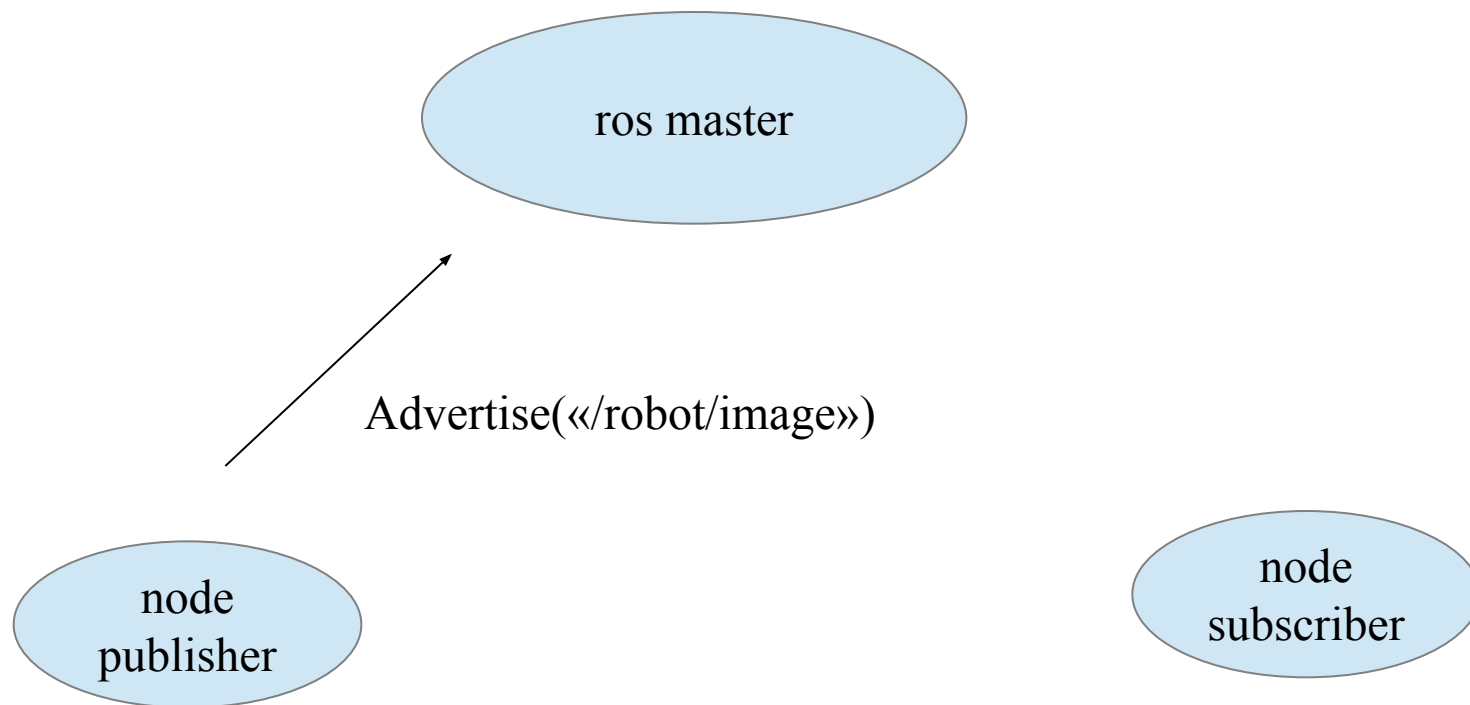 ros master
Advertise(«/robot/image»)
node
publisher
node
subscriber